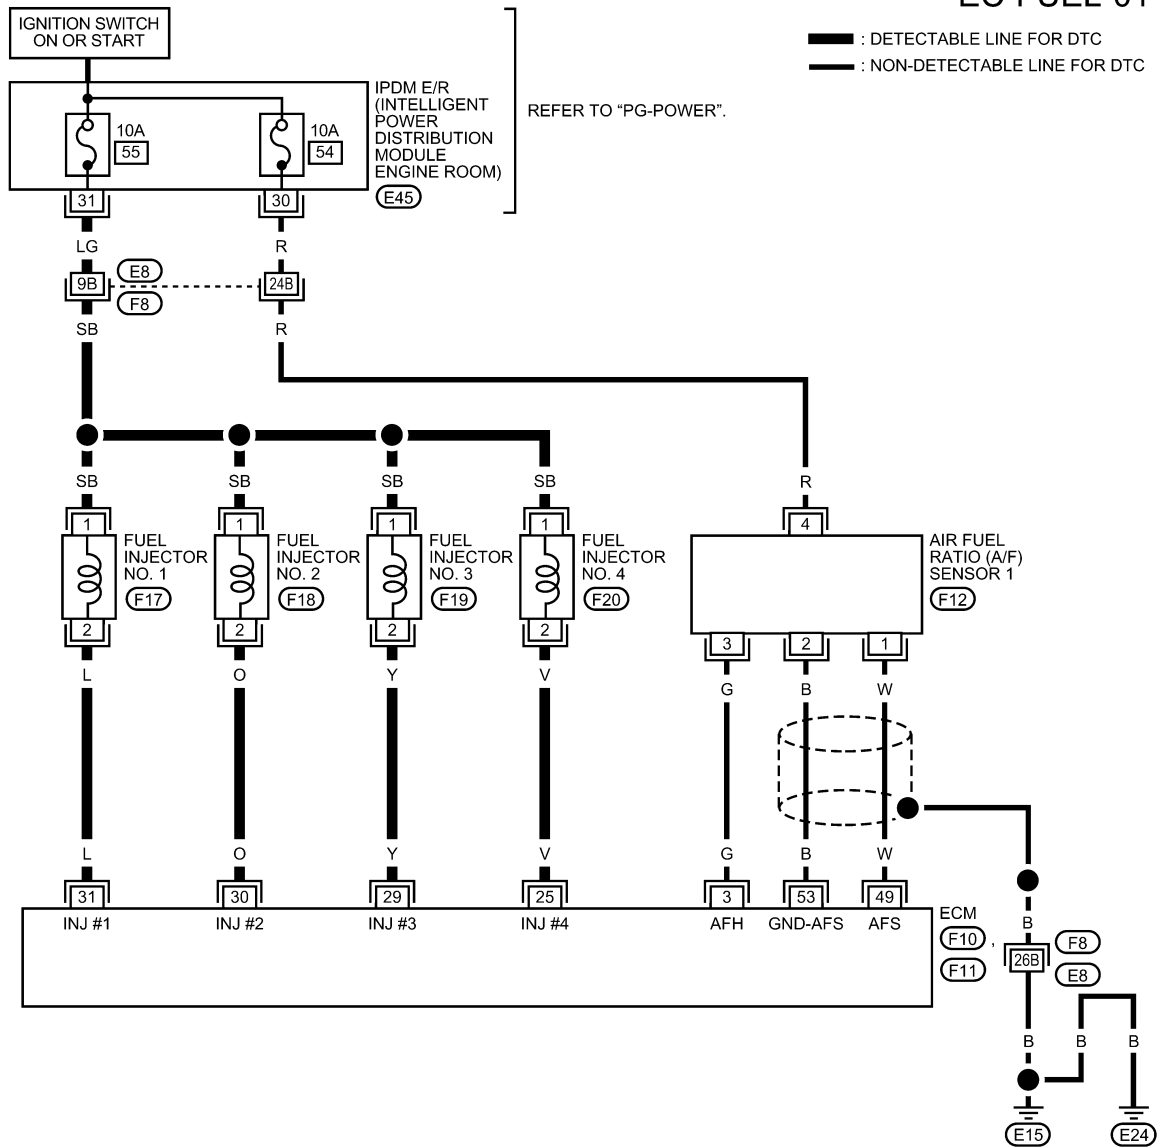 IGNITION SWITCH
ON OR START
: DETECTABLE LINE FOR DTC
: NON-DETECTABLE LINE FOR DTC
IPDM E/R
(INTELLIGENT
POWER
DISTRIBUTION
MODULE
ENGINE ROOM)
E45
REFER TO “PG-POWER”.
10A
55
10A
54
31
30
LG
R
9B
E8
F8
24B
SB
R
SB
SB
SB
SB
R
1
1
1
1
4
FUEL
INJECTOR
NO. 1
F17
FUEL
INJECTOR
NO. 2
F18
FUEL
INJECTOR
NO. 3
F19
FUEL
INJECTOR
NO. 4
F20
AIR FUEL
RATIO (A/F)
SENSOR 1
F12
2
2
2
2
3
2
1
L
O
Y
V
G
B
W
L
O
Y
V
G
B
W
31
30
29
25
3
53
49
INJ #1
INJ #2
INJ #3
INJ #4
AFH
GND-AFS
AFS
ECM
F10 ,
F11
B
26B
F8
E8
B
B
B
E15
E24